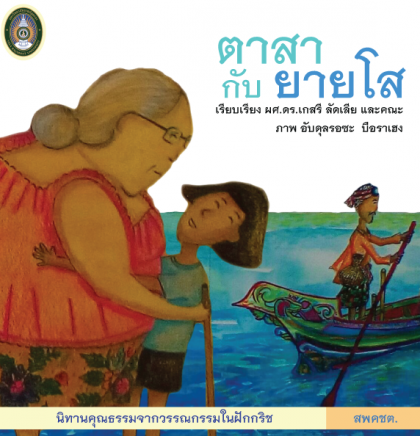 ตาสา
กับ ยายโส
เรียบเรียง ผศ.ดร.เกสรี ลัดเลีย และคณะ
ภาพ อับดุลรอซะ บือราเฮง
นิทานคุณธรรมจากวรรณกรรมในฝักกริช
สพคชต.